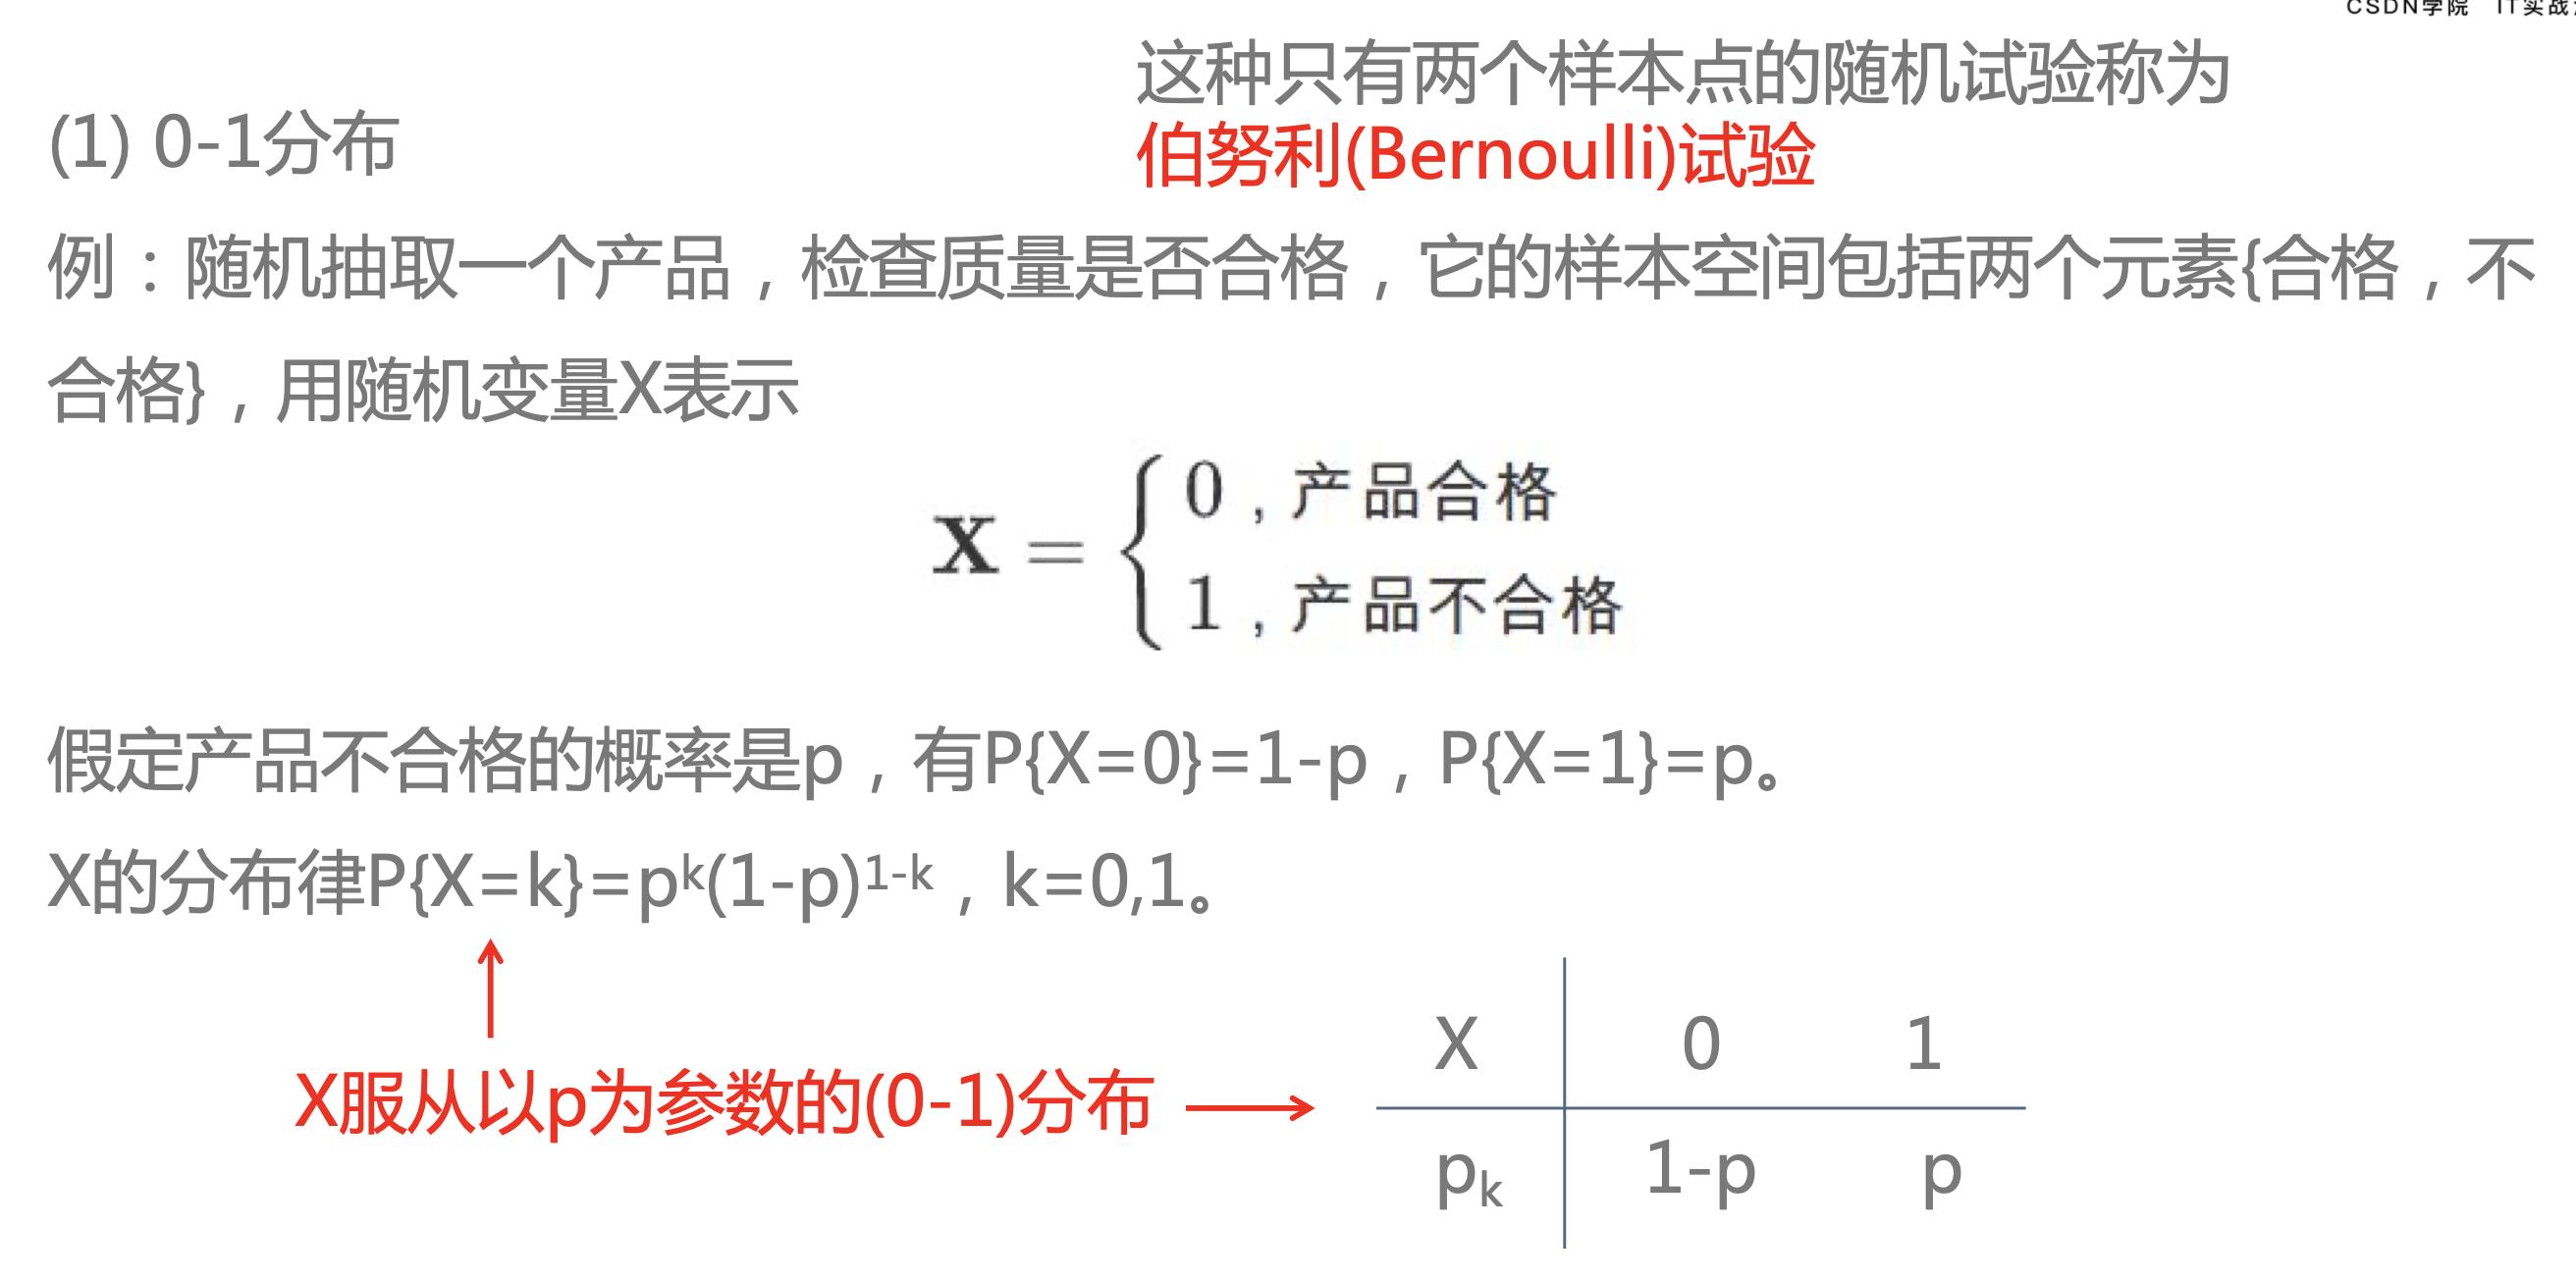 CSDN学院 IT实战
这种只有两个样本点的随机试验称为
伯努利(Bernoulli)试验
(1) 0-1分布
例：随机抽取一个产品，检查质量是否合格，它的样本空间包括两个元素{合格，不
合格}，用随机变量X表示
X = { 0 , 产品合格
1 , 产品不合格
假定产品不合格的概率是p，有P{X=0}=1-p，P{X=1}=p。
X的分布律P{X=k}=pᵏ(1-p)¹⁻ᵏ，k=0,1。
X服从以p为参数的(0-1)分布
X 0 1
pₖ 1-p p